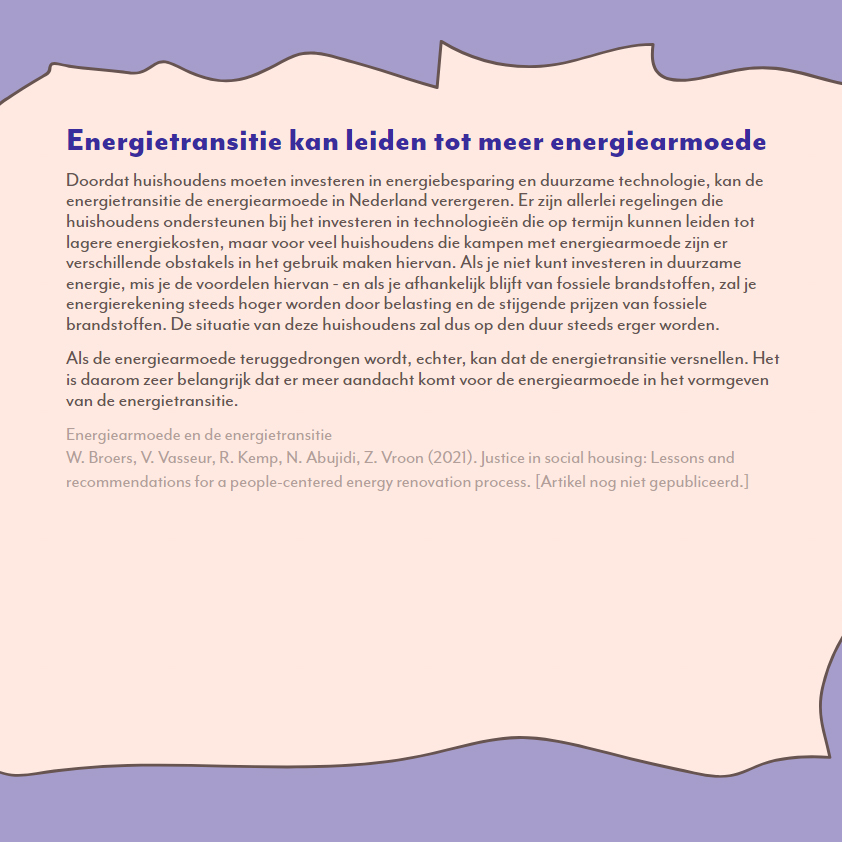 Energietransitie kan leiden tot meer energiearmoede
Doordat huishoudens moeten investeren in energiebesparing en duurzame technologie, kan de
energietransitie de energiearmoede in Nederland verergeren. Er zijn allerlei regelingen die
huishoudens ondersteunen bij het investeren in technologieën die op termijn kunnen leiden tot
lagere energiekosten, maar voor veel huishoudens die kampen met energiearmoede zijn er
verschillende obstakels in het gebruik maken hiervan. Als je niet kunt investeren in duurzame
energie, mis je de voordelen hiervan - en als je afhankelijk blijft van fossiele brandstoffen, zal je
energierekening steeds hoger worden door belasting en de stijgende prijzen van fossiele
brandstoffen. De situatie van deze huishoudens zal dus op den duur steeds erger worden.
Als de energiearmoede teruggedrongen wordt, echter, kan dat de energietransitie versnellen. Het
is daarom zeer belangrijk dat er meer aandacht komt voor de energiearmoede in het vormgeven
van de energietransitie.
Energiearmoede en de energietransitie
W. Broers, V. Vasseur, R. Kemp, N. Abujidi, Z. Vroon (2021). Justice in social housing: Lessons and
recommendations for a people-centered energy renovation process. [Artikel nog niet gepubliceerd.]